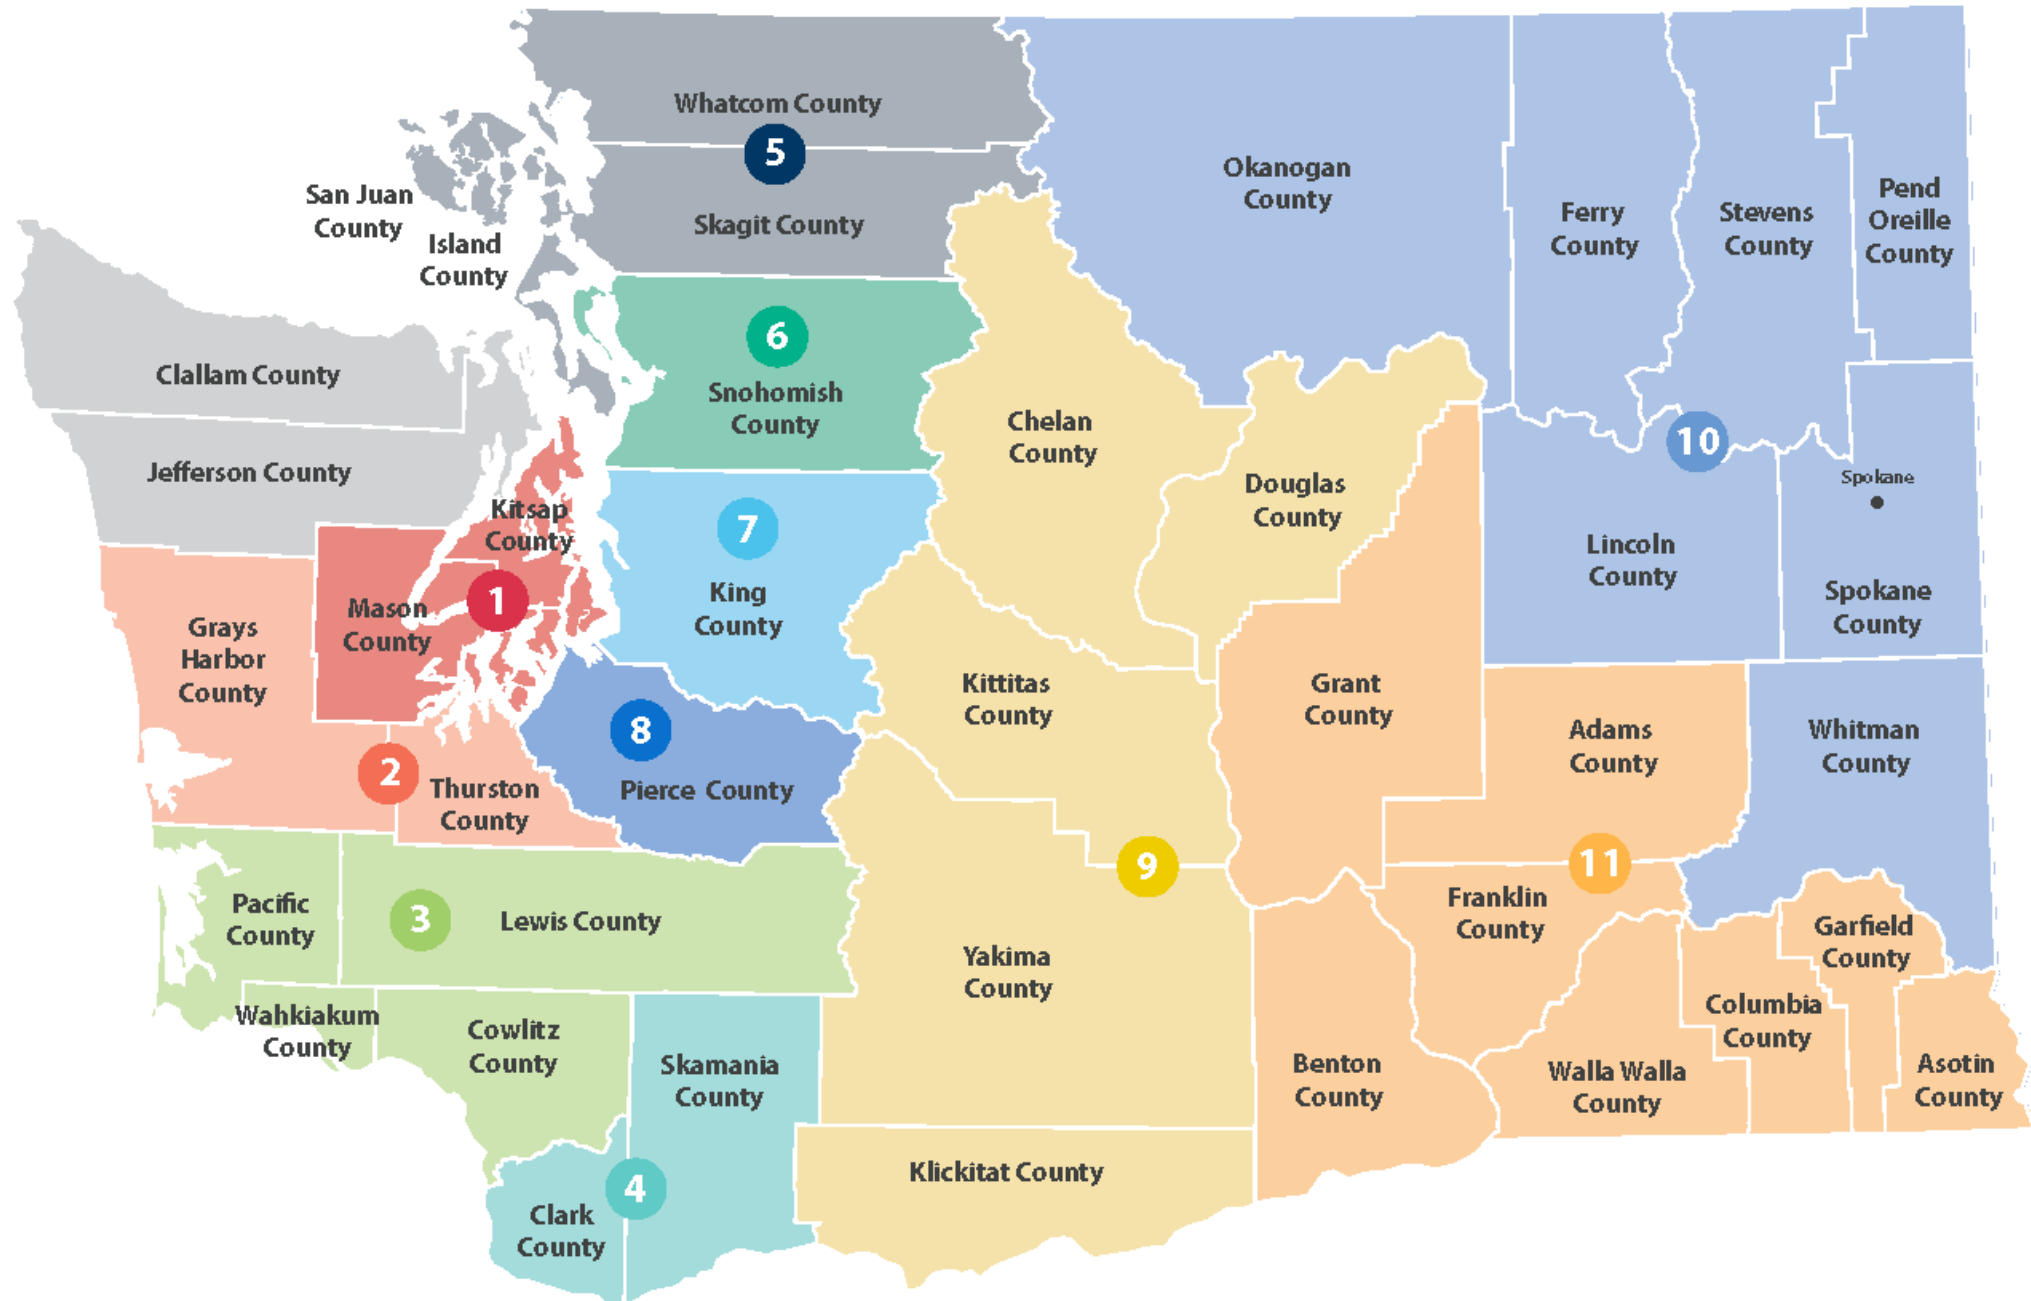 Whatcom County
5
San Juan
County
Skagit County
Island
County
Okanogan
County
Ferry
County
Stevens
County
Pend
Oreille
County
Clallam County
6
Snohomish
County
Jefferson County
Chelan
County
10
Kitsap
County
7
Douglas
County
Spokane
Lincoln
County
Spokane
County
Mason
County
1
King
County
Grays
Harbor
County
Kittitas
County
Grant
County
8
Pierce County
Adams
County
Whitman
County
2
Thurston
County
9
11
Pacific
County
3
Lewis County
Franklin
County
Garfield
County
Yakima
County
Wahkiakum
County
Cowlitz
County
Skamania
County
Columbia
County
Benton
County
Walla Walla
County
Asotin
County
Klickitat County
4
Clark
County